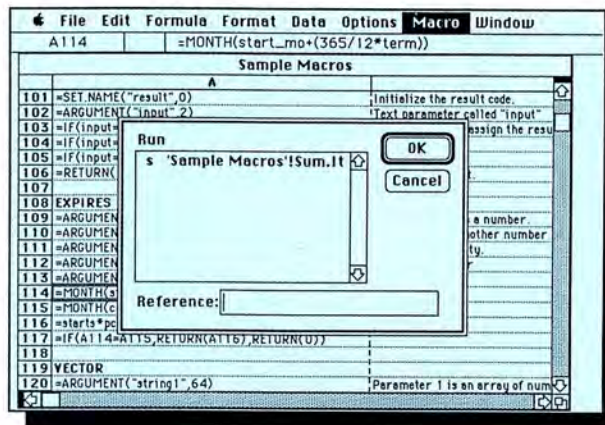 File Edit Formula Format Data Options Macro Window
A114 =MONTH(start_mo+(365/12*term))
Sample Macros
A
101 =SET.NAME("result",0) Initialize the result code.
102 =ARGUMENT("input",2) Text parameter called "input"
103 =IF(input= assign the resu
104 =IF(input=
105 =IF(input=
106 =RETURN( t.
107
108 EXPIRES
109 =ARGUMEN a number.
110 =ARGUMEN other number
111 =ARGUMEN ty.
112 =ARGUMEN
113 =ARGUMEN
114 =MONTH(s
115 =MONTH(c
116 =starts*pc
117 =IF(A114=A115,RETURN(A116),RETURN(0))
118
119 VECTOR
120 =ARGUMENT("string1",64) Parameter 1 is an array of num
Run
s 'Sample Macros'!Sum.It
OK
Cancel
Reference: